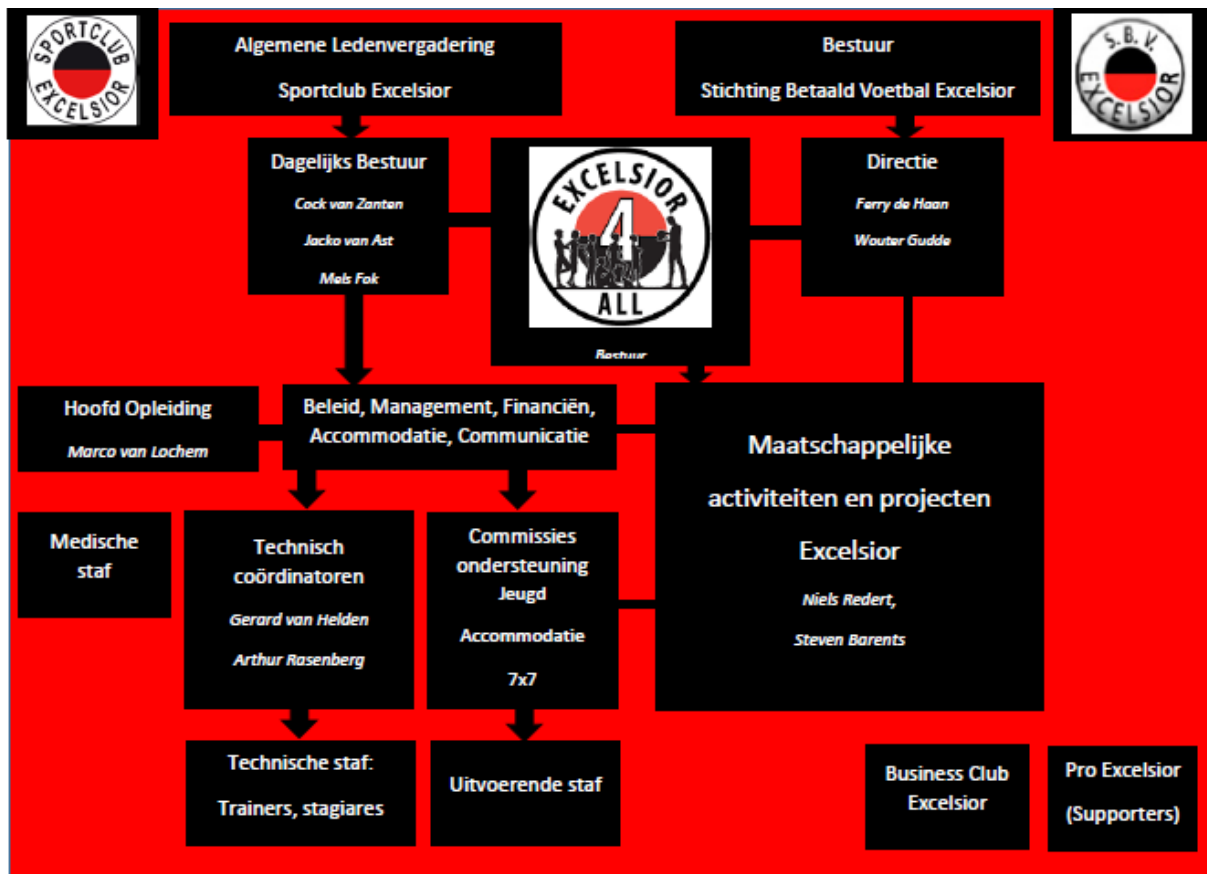 SPORTCLUB EXCELSIOR
Algemene Ledenvergadering
Sportclub Excelsior
Bestuur
Stichting Betaald Voetbal Excelsior
S.B.V. EXCELSIOR
Dagelijks Bestuur
Cock van Zanten
Jacko van Ast
Mels Fok
EXCELSIOR
4
ALL
Bestuur
Directie
Ferry de Haan
Wouter Gudde
Hoofd Opleiding
Marco van Lochem
Beleid, Management, Financiën,
Accommodatie, Communicatie
Maatschappelijke
activiteiten en projecten
Excelsior
Niels Redert,
Steven Barents
Medische
staf
Technisch
coördinatoren
Gerard van Helden
Arthur Rasenberg
Commissies
ondersteuning
Jeugd
Accommodatie
7x7
Technische staf:
Trainers, stagiares
Uitvoerende staf
Business Club
Excelsior
Pro Excelsior
(Supporters)